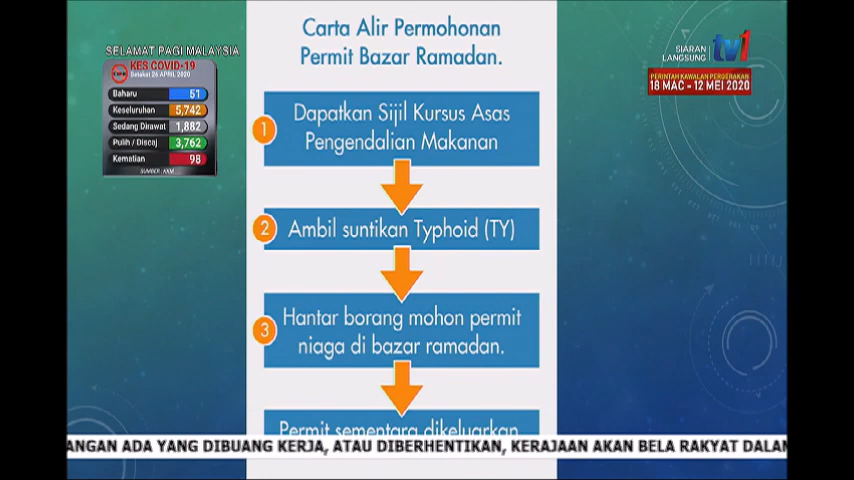 SELAMAT PAGI MALAYSIA
KES COVID-19
Setakat 26 APRIL 2020
Baharu 51
Keseluruhan 5,742
Sedang Dirawat 1,882
Pulih / Discaj 3,762
Kematian 98
SUMBER : KKM
Carta Alir Permohonan
Permit Bazar Ramadan.
1 Dapatkan Sijil Kursus Asas
Pengendalian Makanan
2 Ambil suntikan Typhoid (TY)
3 Hantar borang mohon permit
niaga di bazar ramadan.
Permit sementara dikeluarkan
SIARAN
LANGSUNG
tv1
PERINTAH KAWALAN PERGERAKAN
18 MAC - 12 MEI 2020
ANGAN ADA YANG DIBUANG KERJA, ATAU DIBERHENTIKAN, KERAJAAN AKAN BELA RAKYAT DALAN